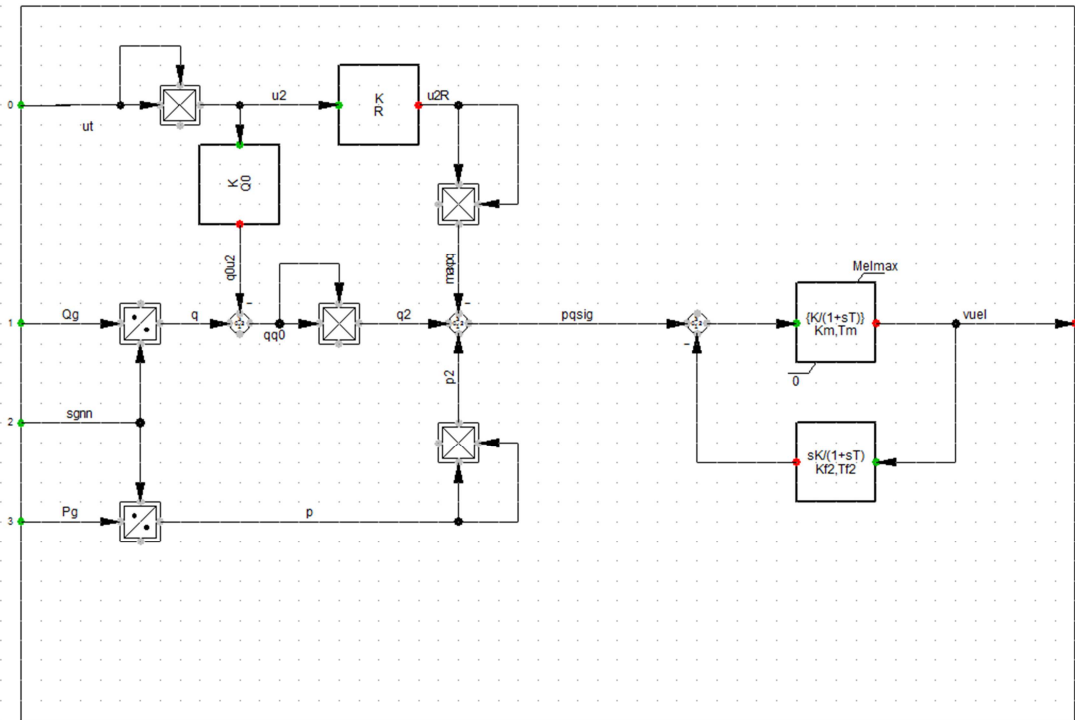 0
ut
u2
K
R
u2R
K
Q0
q0u2
-
maxpq
-
Melmax
1
Qg
q
qq0
q2
pqsig
-
{K/(1+sT)}
Km,Tm
vuel
0
p2
2
sgnn
sK/(1+sT)
Kf2,Tf2
3
Pg
p